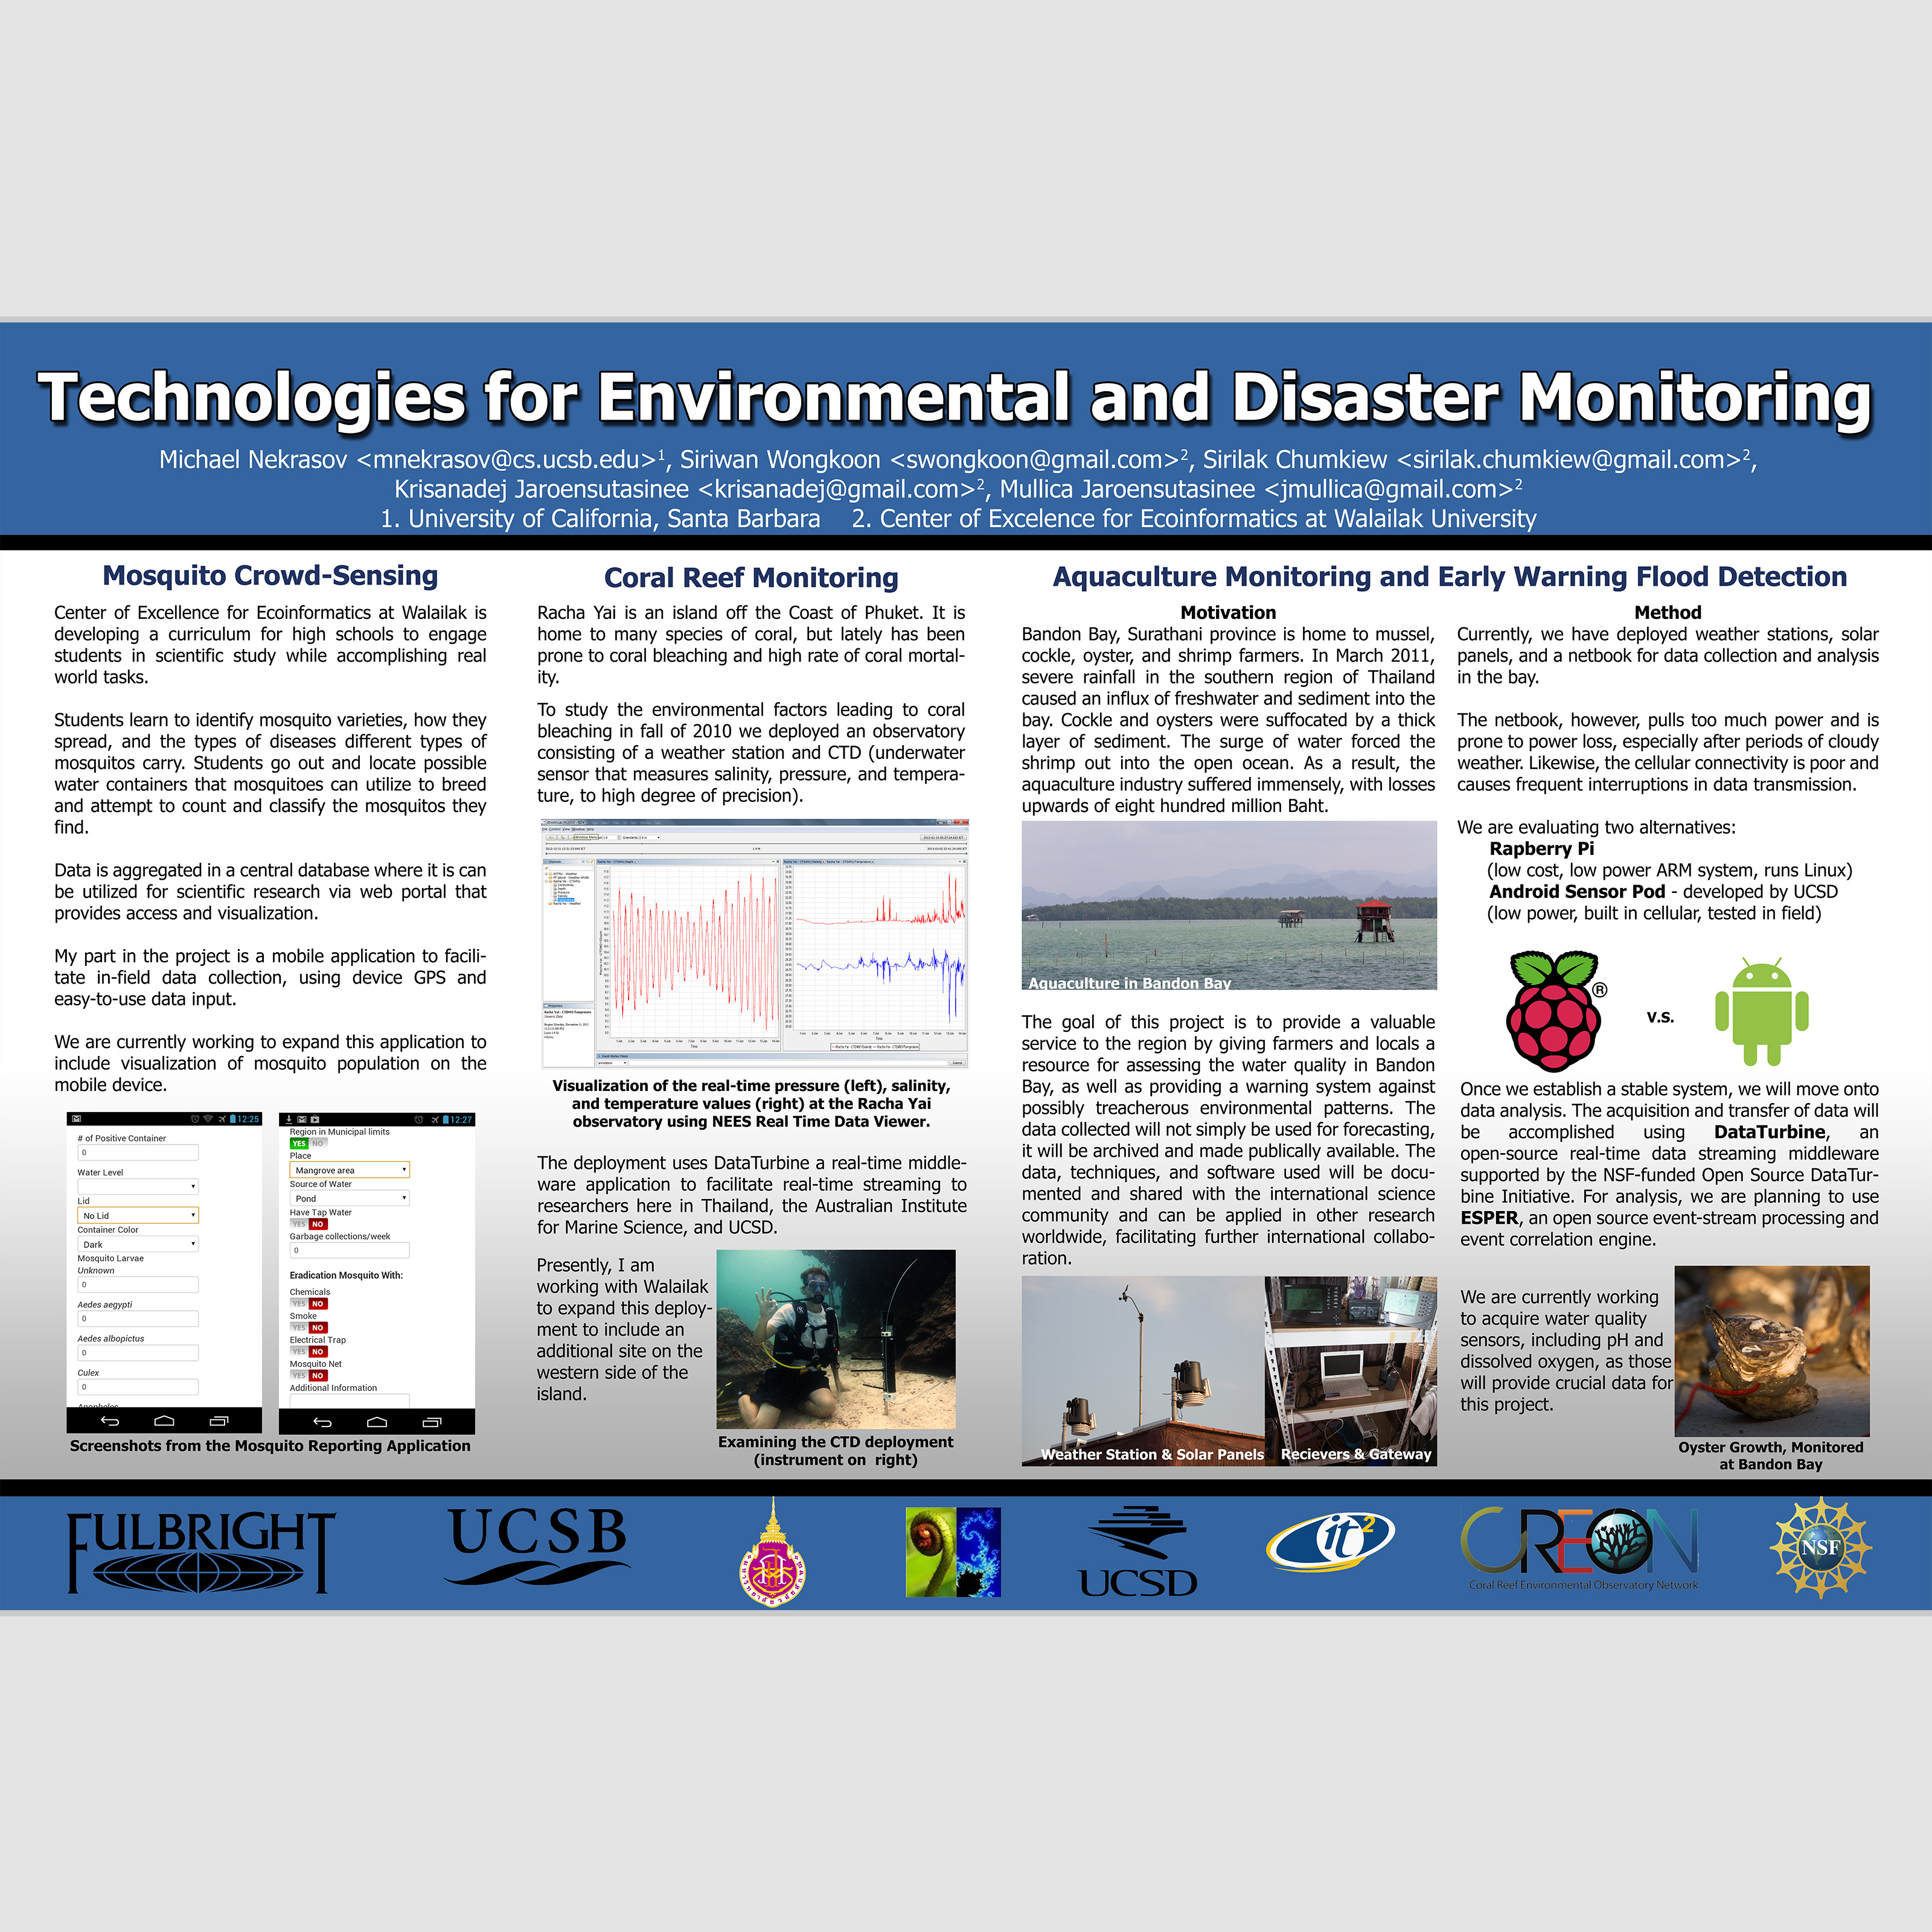 Technologies for Environmental and Disaster Monitoring
Michael Nekrasov <mnekrasov@cs.ucsb.edu>1, Siriwan Wongkoon <swongkoon@gmail.com>2, Sirilak Chumkiew <sirilak.chumkiew@gmail.com>2,
Krisanadej Jaroensutasinee <krisanadej@gmail.com>2, Mullica Jaroensutasinee <jmullica@gmail.com>2
1. University of California, Santa Barbara 2. Center of Excelence for Ecoinformatics at Walailak University
Mosquito Crowd-Sensing
Center of Excellence for Ecoinformatics at Walailak is
developing a curriculum for high schools to engage
students in scientific study while accomplishing real
world tasks.
Students learn to identify mosquito varieties, how they
spread, and the types of diseases different types of
mosquitos carry. Students go out and locate possible
water containers that mosquitoes can utilize to breed
and attempt to count and classify the mosquitos they
find.
Data is aggregated in a central database where it is can
be utilized for scientific research via web portal that
provides access and visualization.
My part in the project is a mobile application to facili-
tate in-field data collection, using device GPS and
easy-to-use data input.
We are currently working to expand this application to
include visualization of mosquito population on the
mobile device.
12:25
# of Positive Container
0
Water Level
Lid
No Lid
Container Color
Dark
Mosquito Larvae
Unknown
0
Aedes aegypti
0
Aedes albopictus
0
Culex
0
12:27
Region in Municipal limits
YES NO
Place
Mangrove area
Source of Water
Pond
Have Tap Water
YES NO
Garbage collections/week
0
Eradication Mosquito With:
Chemicals
YES NO
Smoke
YES NO
Electrical Trap
YES NO
Mosquito Net
YES NO
Additional Information
Screenshots from the Mosquito Reporting Application
Coral Reef Monitoring
Racha Yai is an island off the Coast of Phuket. It is
home to many species of coral, but lately has been
prone to coral bleaching and high rate of coral mortal-
ity.
To study the environmental factors leading to coral
bleaching in fall of 2010 we deployed an observatory
consisting of a weather station and CTD (underwater
sensor that measures salinity, pressure, and tempera-
ture, to high degree of precision).
Visualization of the real-time pressure (left), salinity,
and temperature values (right) at the Racha Yai
observatory using NEES Real Time Data Viewer.
The deployment uses DataTurbine a real-time middle-
ware application to facilitate real-time streaming to
researchers here in Thailand, the Australian Institute
for Marine Science, and UCSD.
Presently, I am
working with Walailak
to expand this deploy-
ment to include an
additional site on the
western side of the
island.
Examining the CTD deployment
(instrument on right)
Aquaculture Monitoring and Early Warning Flood Detection
Motivation
Bandon Bay, Surathani province is home to mussel,
cockle, oyster, and shrimp farmers. In March 2011,
severe rainfall in the southern region of Thailand
caused an influx of freshwater and sediment into the
bay. Cockle and oysters were suffocated by a thick
layer of sediment. The surge of water forced the
shrimp out into the open ocean. As a result, the
aquaculture industry suffered immensely, with losses
upwards of eight hundred million Baht.
Aquaculture in Bandon Bay
The goal of this project is to provide a valuable
service to the region by giving farmers and locals a
resource for assessing the water quality in Bandon
Bay, as well as providing a warning system against
possibly treacherous environmental patterns. The
data collected will not simply be used for forecasting,
it will be archived and made publically available. The
data, techniques, and software used will be docu-
mented and shared with the international science
community and can be applied in other research
worldwide, facilitating further international collabo-
ration.
Weather Station & Solar Panels
Recievers & Gateway
Method
Currently, we have deployed weather stations, solar
panels, and a netbook for data collection and analysis
in the bay.
The netbook, however, pulls too much power and is
prone to power loss, especially after periods of cloudy
weather. Likewise, the cellular connectivity is poor and
causes frequent interruptions in data transmission.
We are evaluating two alternatives:
Rapberry Pi
(low cost, low power ARM system, runs Linux)
Android Sensor Pod - developed by UCSD
(low power, built in cellular, tested in field)
®
v.s.
Once we establish a stable system, we will move onto
data analysis. The acquisition and transfer of data will
be accomplished using DataTurbine, an
open-source real-time data streaming middleware
supported by the NSF-funded Open Source DataTur-
bine Initiative. For analysis, we are planning to use
ESPER, an open source event-stream processing and
event correlation engine.
We are currently working
to acquire water quality
sensors, including pH and
dissolved oxygen, as those
will provide crucial data for
this project.
Oyster Growth, Monitored
at Bandon Bay
FULBRIGHT
UCSB
UCSD
it2
CREON
Coral Reef Environmental Observatory Network
NSF